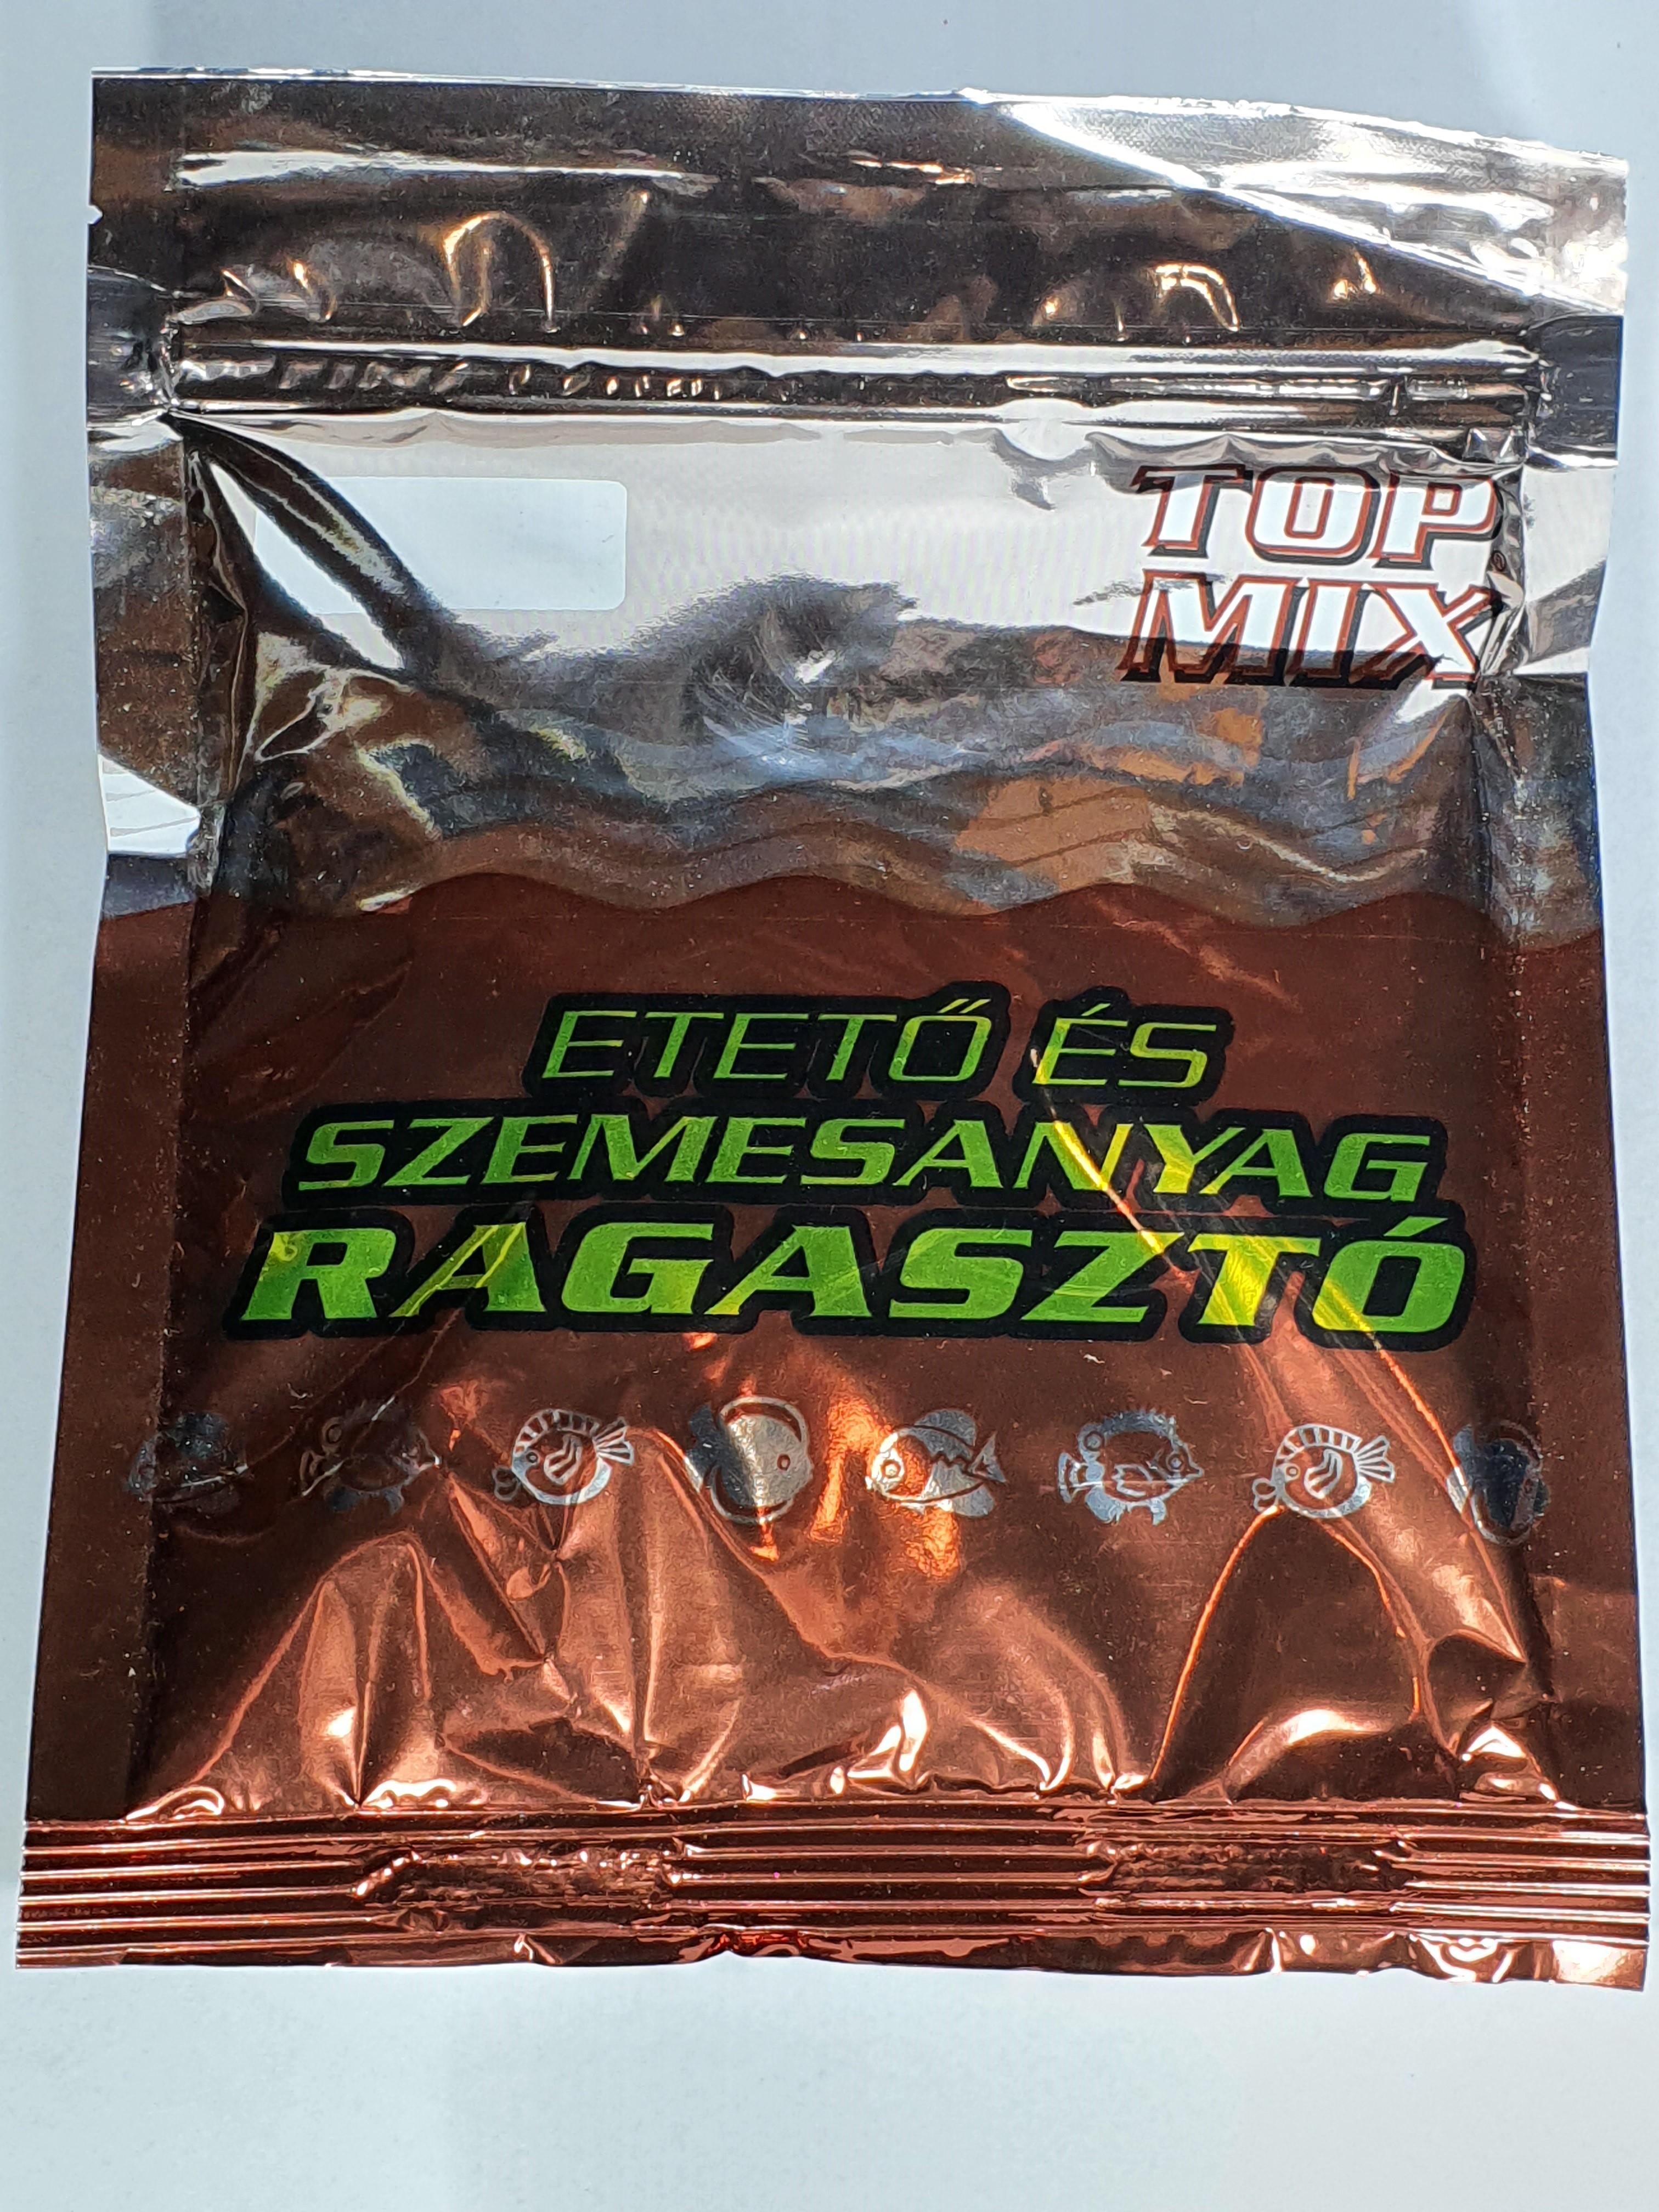 TOP
MIX
ETETŐ ÉS
SZEMESANYAG
RAGASZTÓ